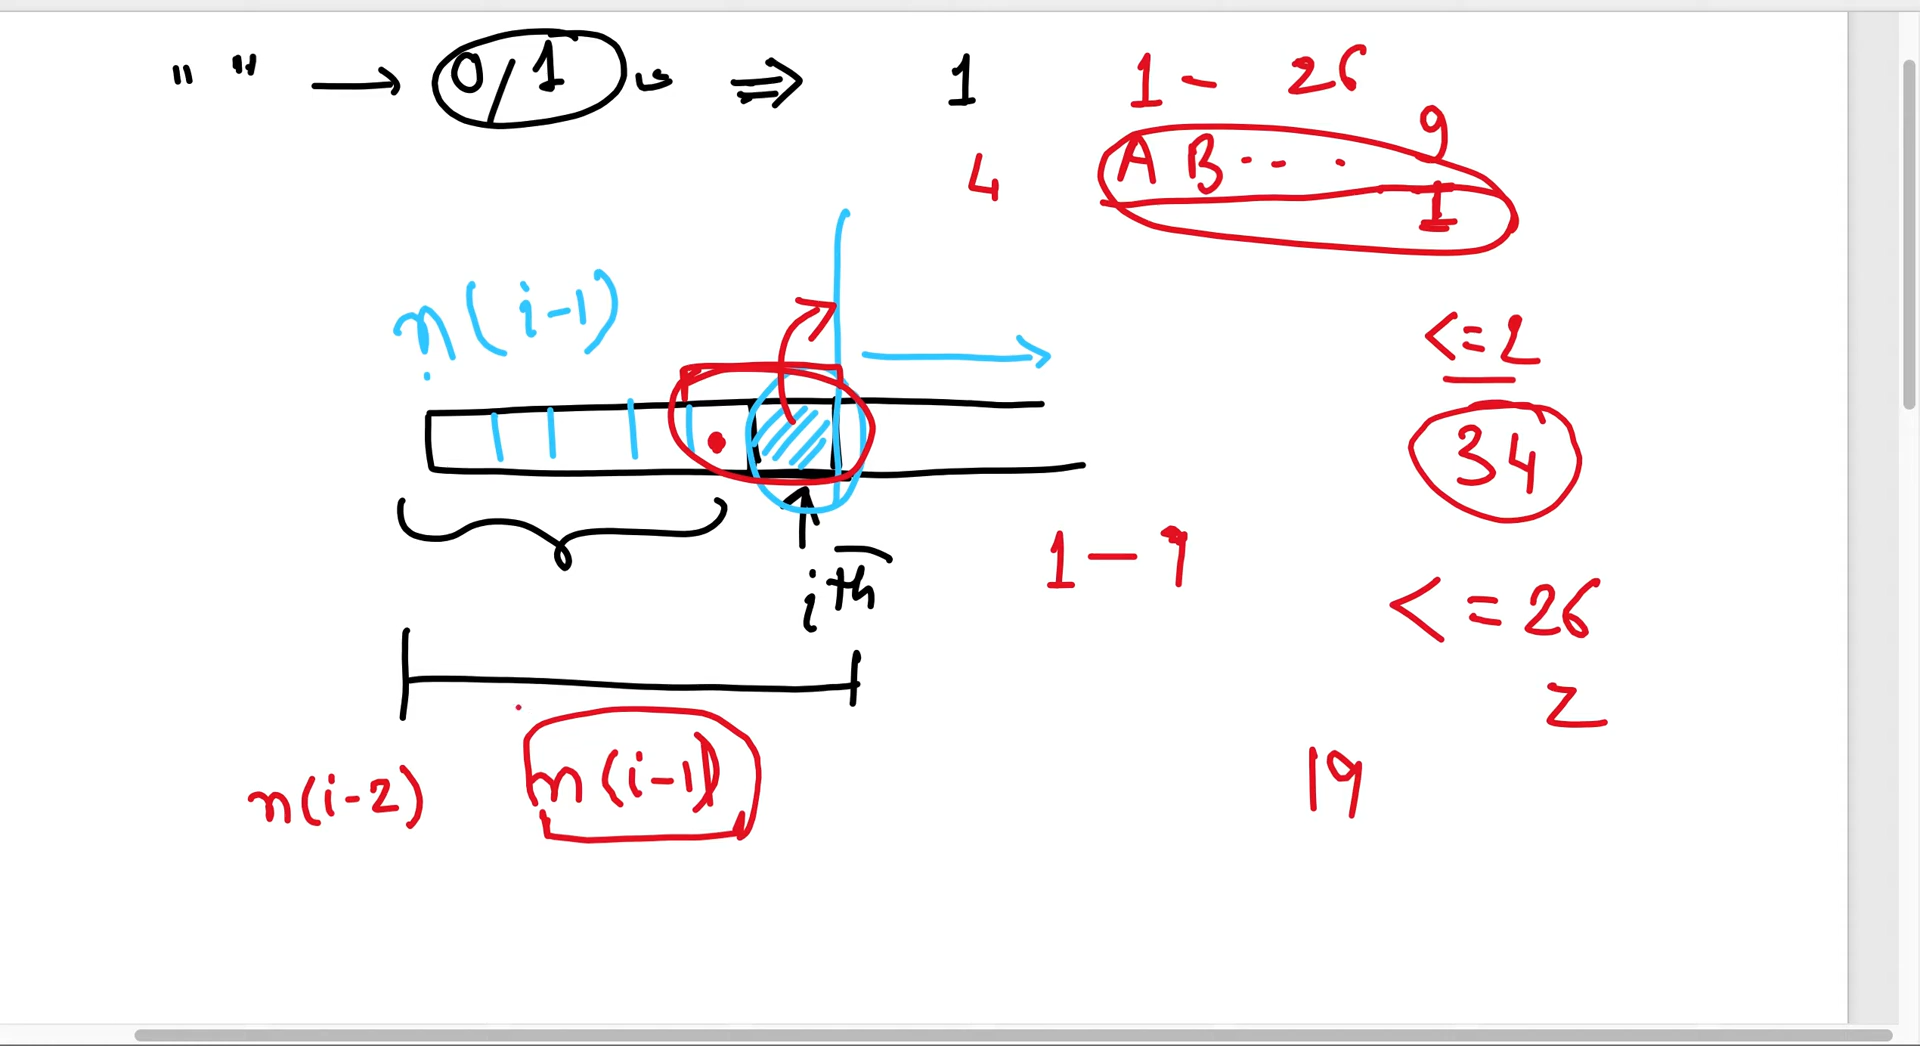 " " → 0/1 ⇒ 1 1 - 26
9
4 A B - - . I
n(i-1)
<=2
34
1 - 9
ith
<=26
Z
n(i-2) n(i-1) 19